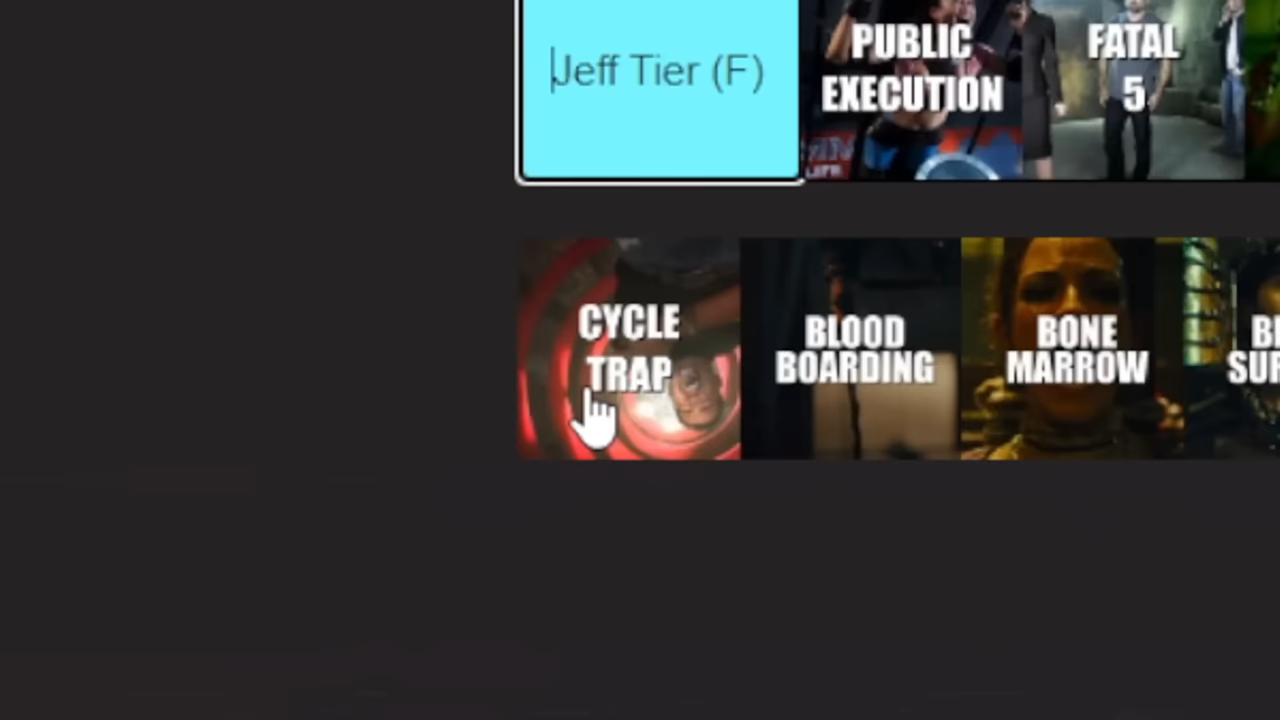 Jeff Tier (F)
PUBLIC
EXECUTION
FATAL
5
CYCLE
TRAP
BLOOD
BOARDING
BONE
MARROW